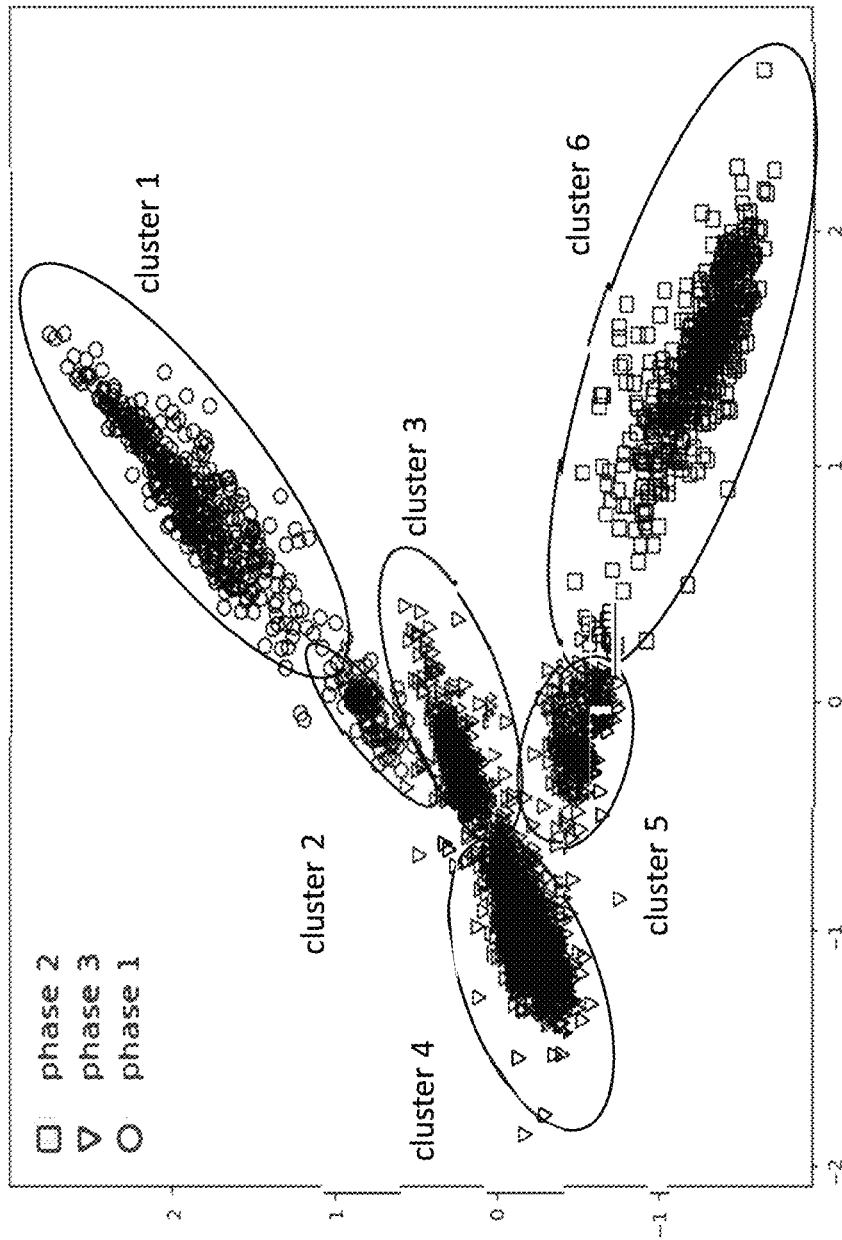 phase 2
phase 3
phase 1
cluster 1
cluster 2
cluster 3
cluster 4
cluster 5
cluster 6
2
1
0
-1
-2
-1
0
1
2